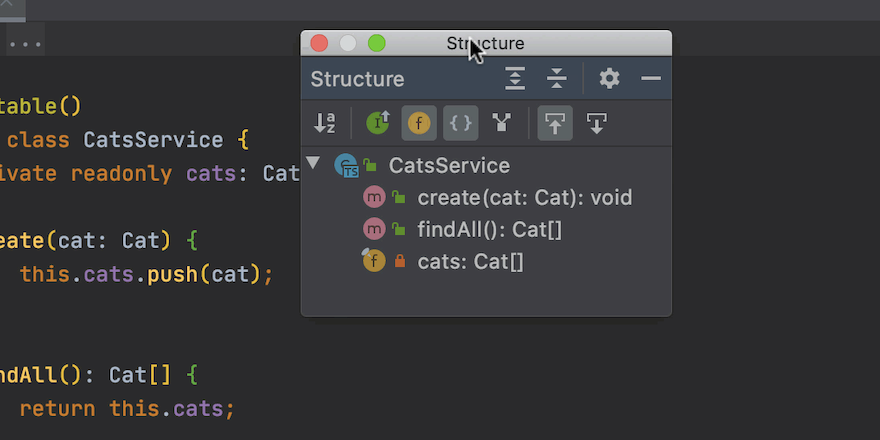 ...
Structure
Structure
table()
class CatsService {
ivate readonly cats: Cat
eate(cat: Cat) {
this.cats.push(cat);
ndAll(): Cat[] {
return this.cats;
CatsService
create(cat: Cat): void
findAll(): Cat[]
cats: Cat[]